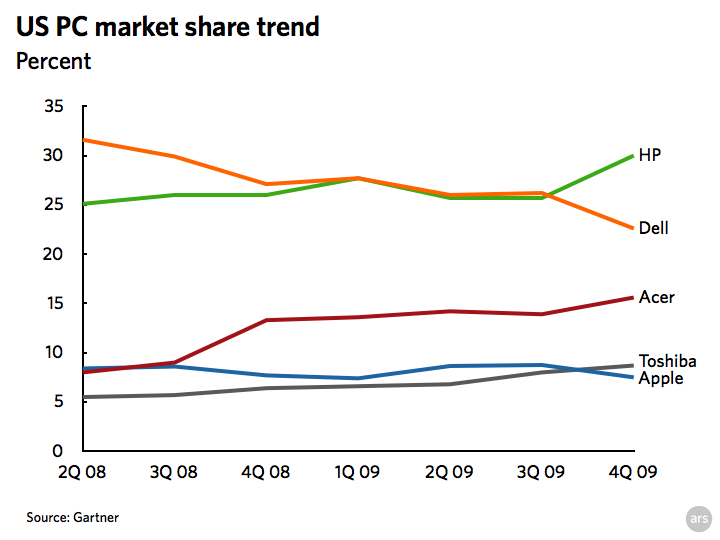 US PC market share trend
Percent
35
30
25
20
15
10
5
0
HP
Dell
Acer
Toshiba
Apple
2Q 08 3Q 08 4Q 08 1Q 09 2Q 09 3Q 09 4Q 09
Source: Gartner
ars